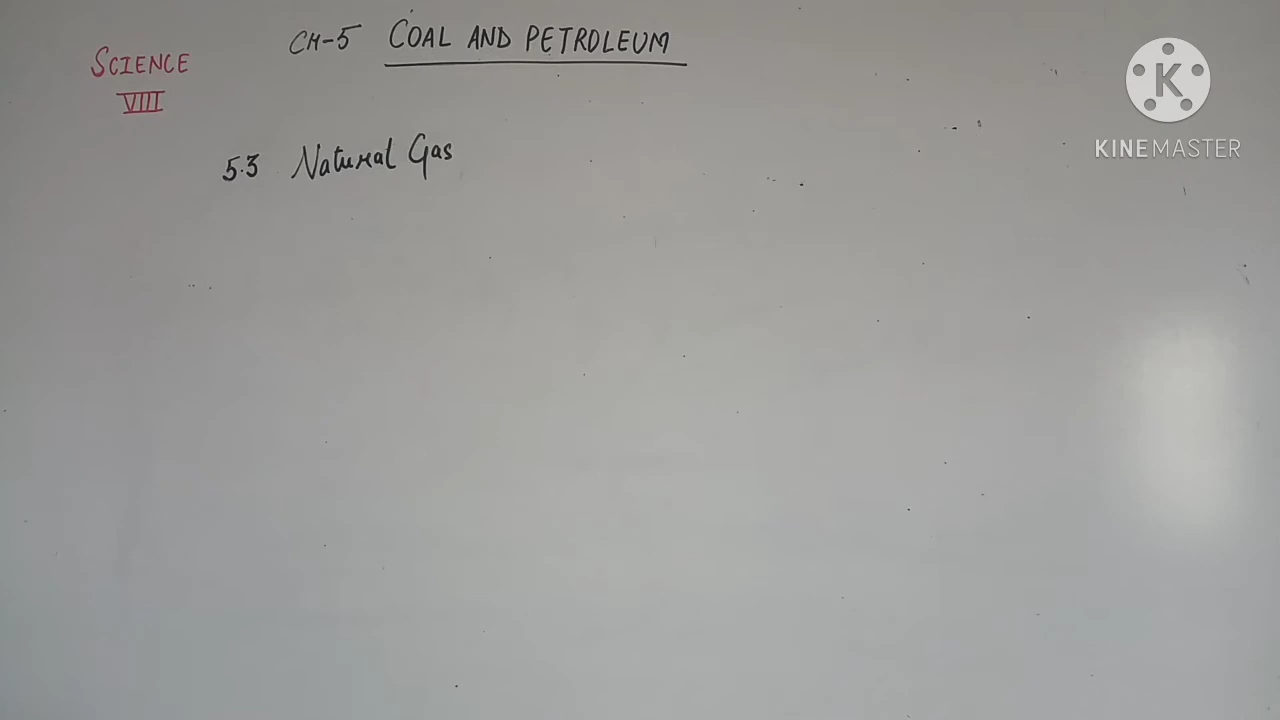 SCIENCE
VIII
CH-5 COAL AND PETROLEUM
5.3 Natural Gas
K
KINEMASTER